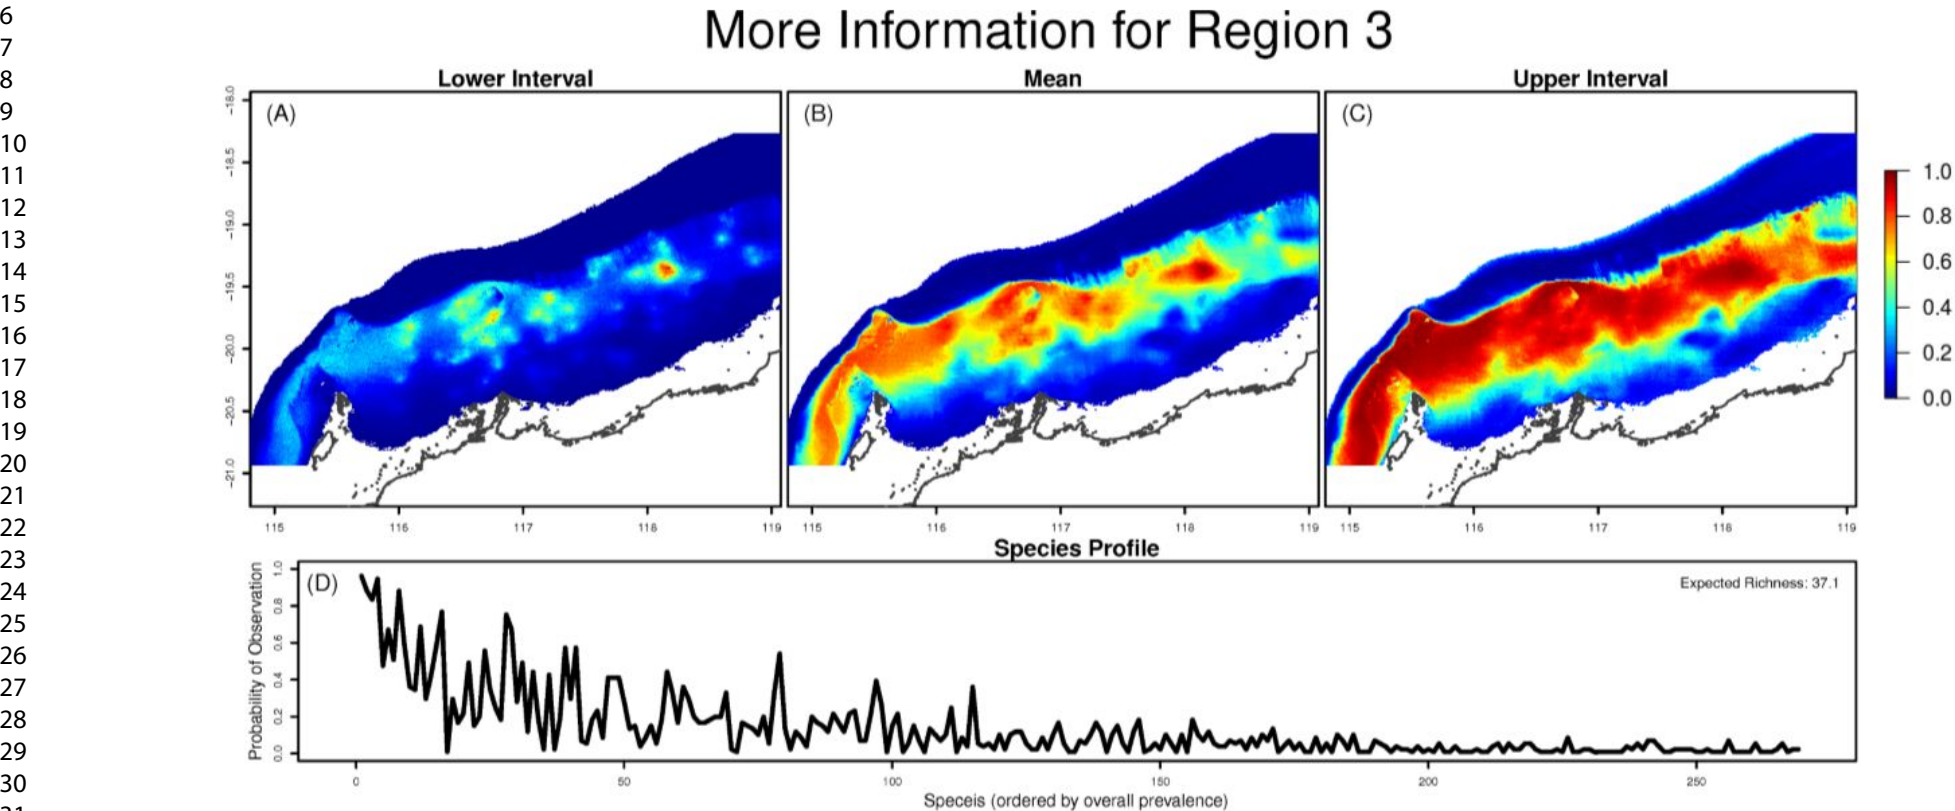 More Information for Region 3
6
7
8
9
10
11
12
13
14
15
16
17
18
19
20
21
22
23
24
25
26
27
28
29
30
Lower Interval
Mean
Upper Interval
(A)
(B)
(C)
-18.0
-18.5
-19.0
-19.5
-20.0
-20.5
-21.0
115 116 117 118 119
115 116 117 118 119
115 116 117 118 119
1.0
0.8
0.6
0.4
0.2
0.0
Species Profile
(D)
Expected Richness: 37.1
Probability of Observation
1.0
0.8
0.6
0.4
0.2
0.0
0 50 100 150 200 250
Speceis (ordered by overall prevalence)